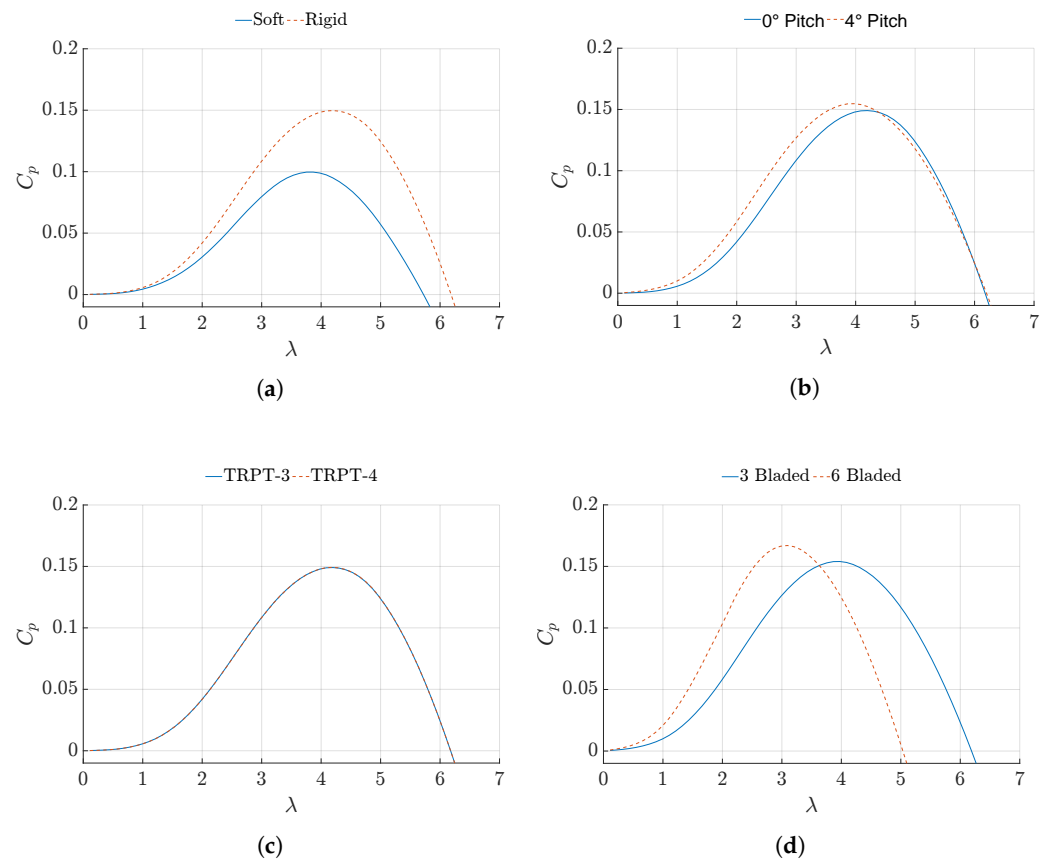 Soft Rigid
0.2
0.15
0.1
0.05
0
C_p
0 1 2 3 4 5 6 7
λ
(a)
0° Pitch 4° Pitch
0.2
0.15
0.1
0.05
0
C_p
0 1 2 3 4 5 6 7
λ
(b)
TRPT-3 TRPT-4
0.2
0.15
0.1
0.05
0
C_p
0 1 2 3 4 5 6 7
λ
(c)
3 Bladed 6 Bladed
0.2
0.15
0.1
0.05
0
C_p
0 1 2 3 4 5 6 7
λ
(d)